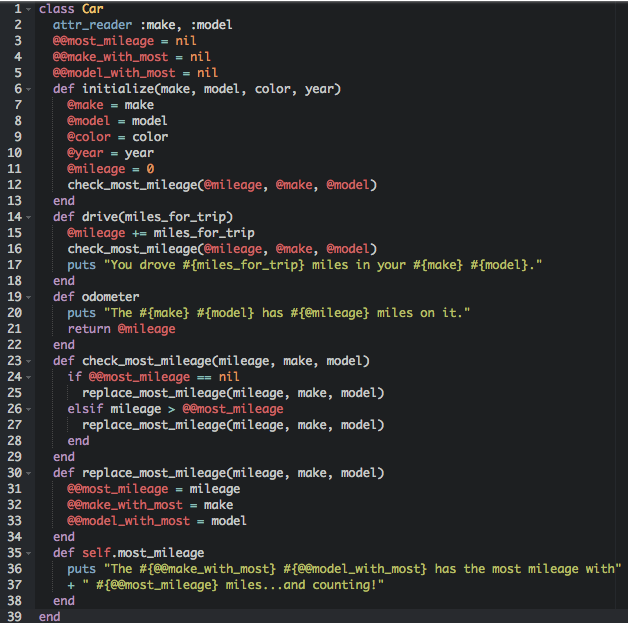 1 class Car
2 attr_reader :make, :model
3 @@most_mileage = nil
4 @@make_with_most = nil
5 @@model_with_most = nil
6 def initialize(make, model, color, year)
7 @make = make
8 @model = model
9 @color = color
10 @year = year
11 @mileage = 0
12 check_most_mileage(@mileage, @make, @model)
13 end
14 def drive(miles_for_trip)
15 @mileage += miles_for_trip
16 check_most_mileage(@mileage, @make, @model)
17 puts "You drove #{miles_for_trip} miles in your #{make} #{model}."
18 end
19 def odometer
20 puts "The #{make} #{model} has #{@mileage} miles on it."
21 return @mileage
22 end
23 def check_most_mileage(mileage, make, model)
24 if @@most_mileage == nil
25 replace_most_mileage(mileage, make, model)
26 elsif mileage > @@most_mileage
27 replace_most_mileage(mileage, make, model)
28 end
29 end
30 def replace_most_mileage(mileage, make, model)
31 @@most_mileage = mileage
32 @@make_with_most = make
33 @@model_with_most = model
34 end
35 def self.most_mileage
36 puts "The #{@@make_with_most} #{@@model_with_most} has the most mileage with"
37 + " #{@@most_mileage} miles...and counting!"
38 end
39 end